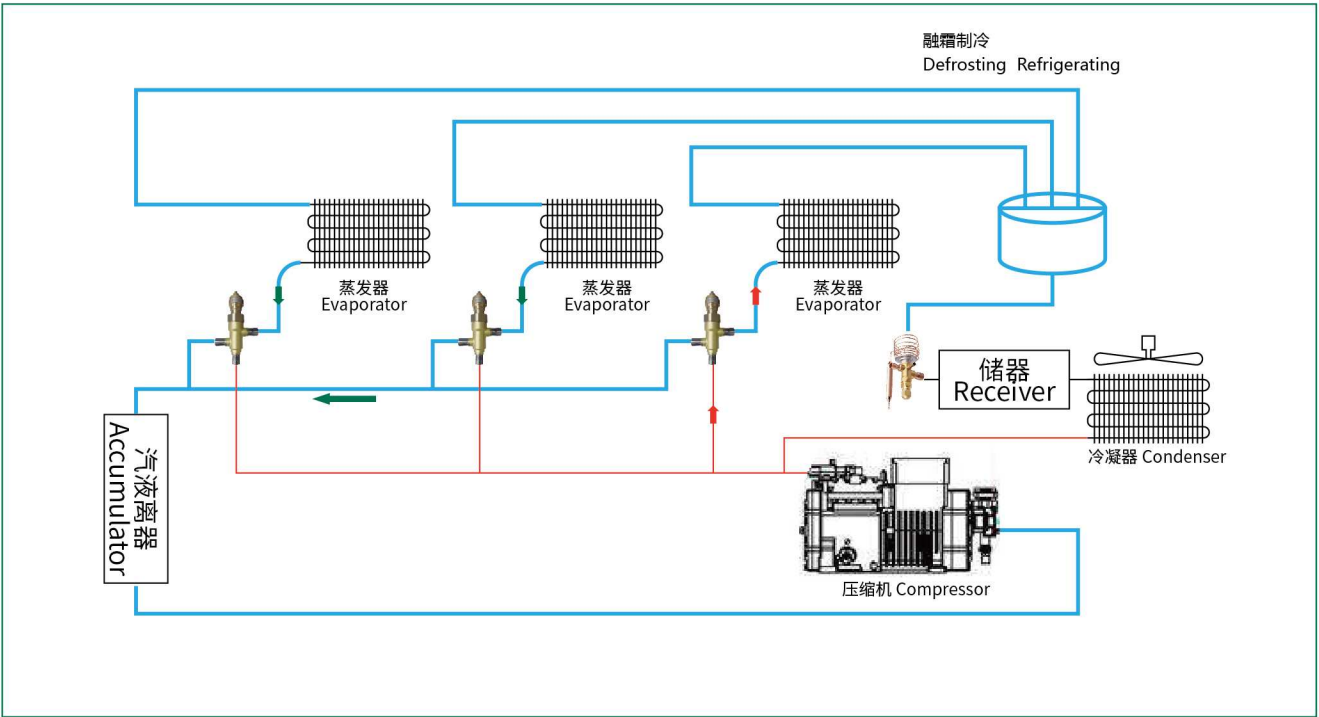 融霜制冷
Defrosting Refrigerating
蒸发器
Evaporator
蒸发器
Evaporator
蒸发器
Evaporator
储器
Receiver
冷凝器 Condenser
汽液离器
Accumulator
压缩机 Compressor